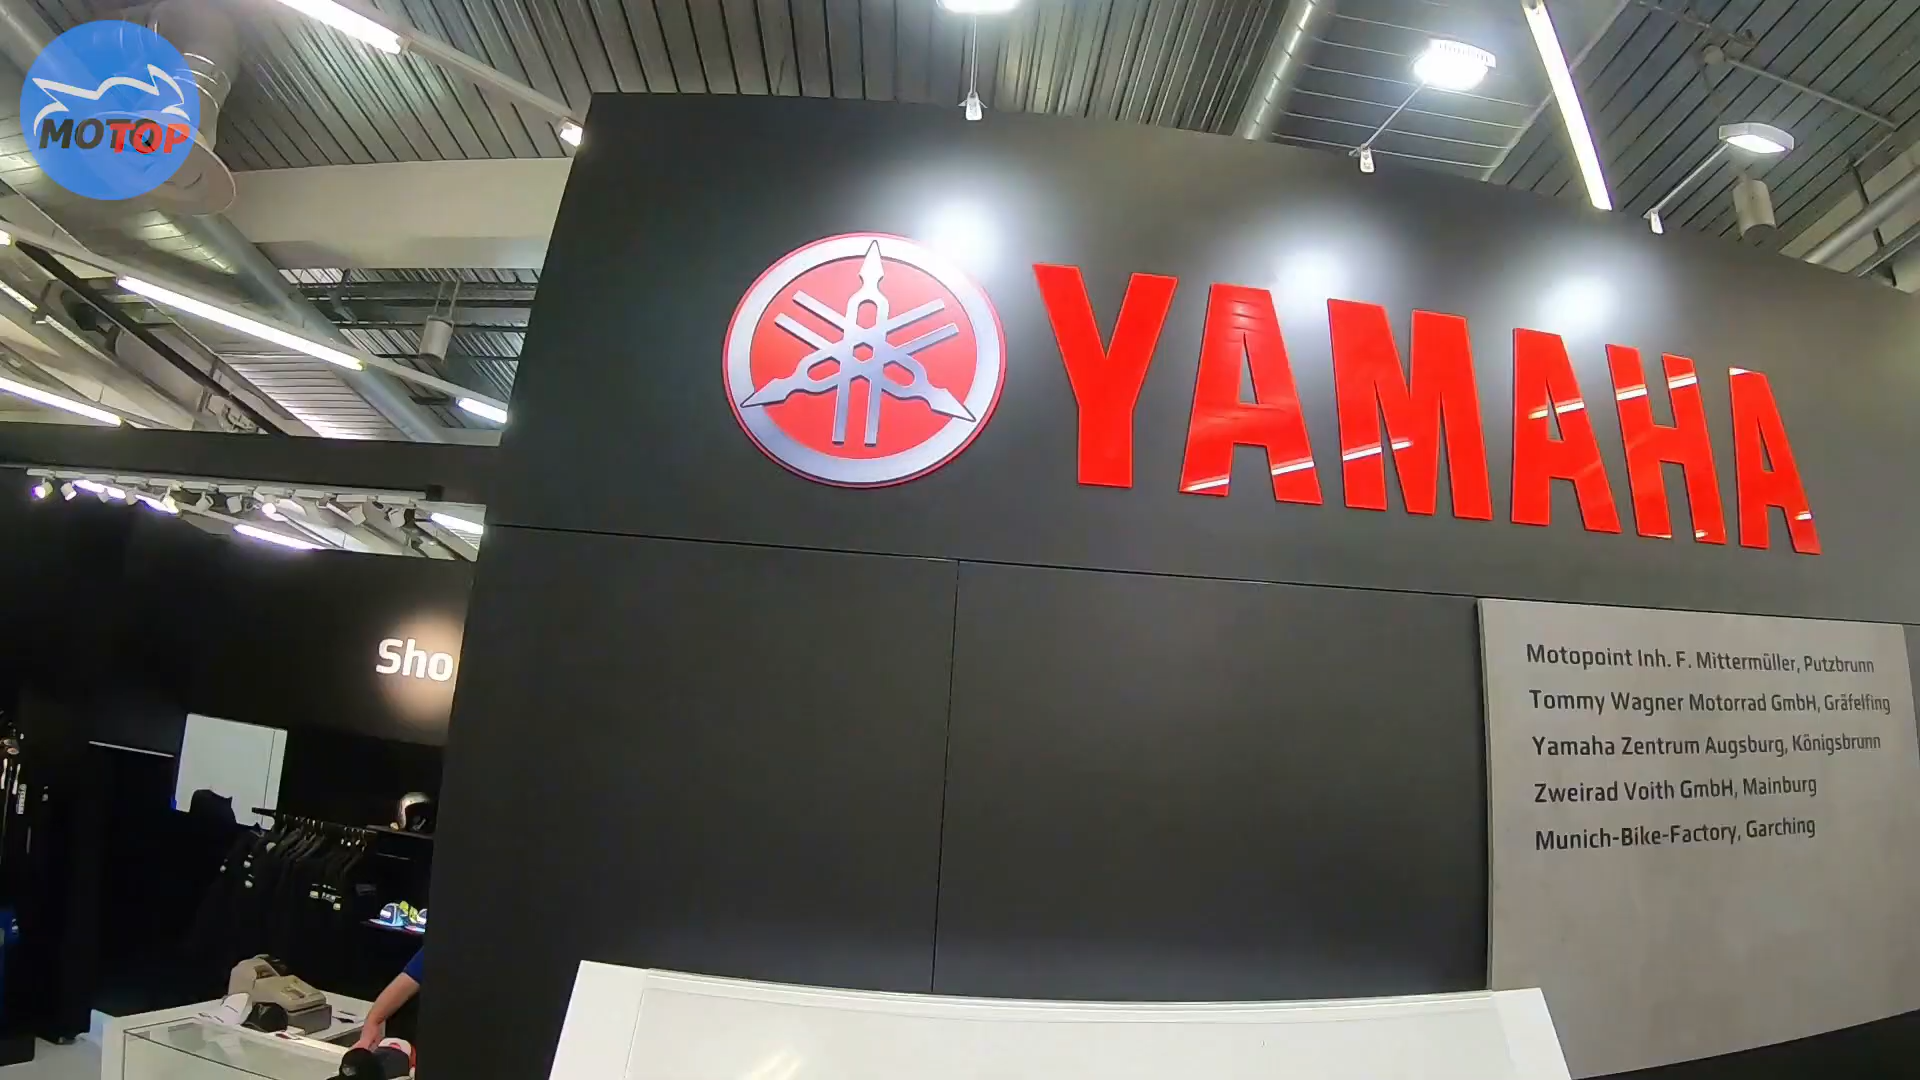 MOTOP
YAMAHA
Sho
Motopoint Inh. F. Mittermüller, Putzbrunn
Tommy Wagner Motorrad GmbH, Gräfelfing
Yamaha Zentrum Augsburg, Königsbrunn
Zweirad Voith GmbH, Mainburg
Munich-Bike-Factory, Garching